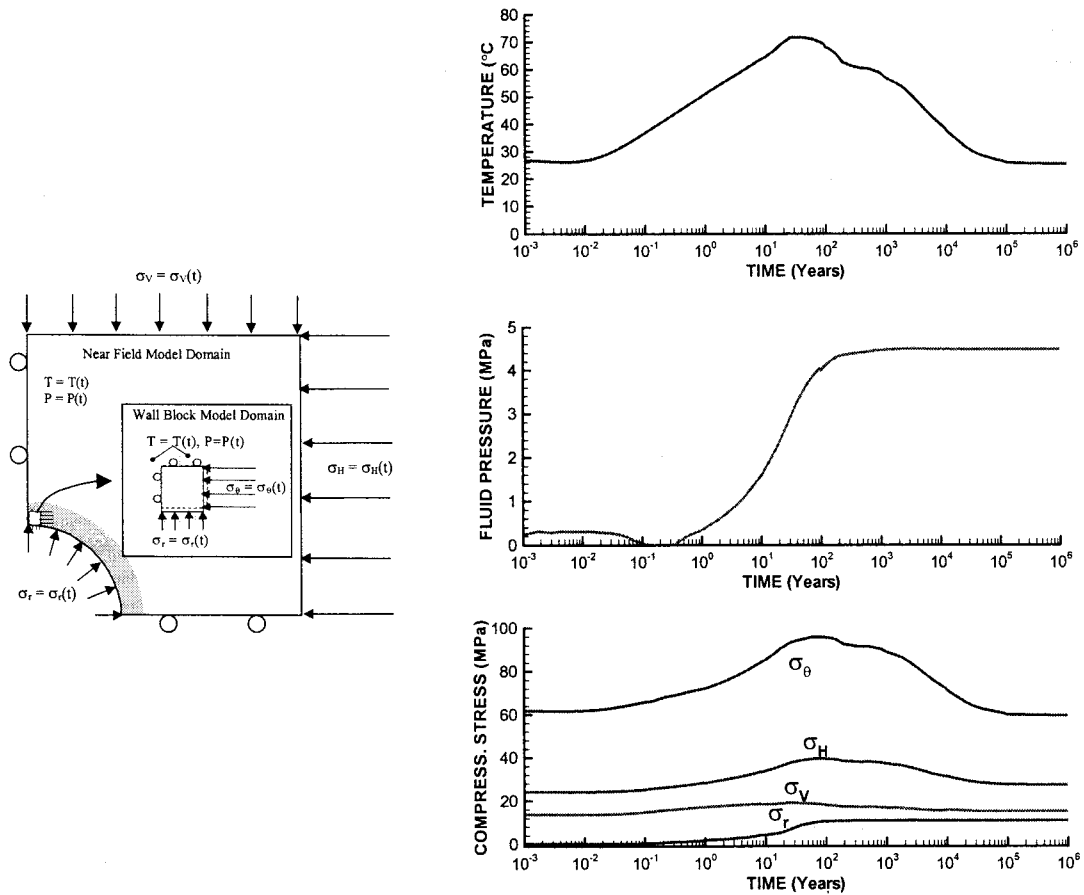 σV = σV(t)
Near Field Model Domain
T = T(t)
P = P(t)
Wall Block Model Domain
T = T(t), P=P(t)
σθ = σθ(t)
σr = σr(t)
σH = σH(t)
σr = σr(t)
TEMPERATURE (°C
80
70
60
50
40
30
20
10
0
10⁻³ 10⁻² 10⁻¹ 10⁰ 10¹ 10² 10³ 10⁴ 10⁵ 10⁶
TIME (Years)
FLUID PRESSURE (MPa)
5
4
3
2
1
0
10⁻³ 10⁻² 10⁻¹ 10⁰ 10¹ 10² 10³ 10⁴ 10⁵ 10⁶
TIME (Years)
COMPRESS. STRESS (MPa)
100
80
60
40
20
0
σθ
σH
σV
σr
10⁻³ 10⁻² 10⁻¹ 10⁰ 10¹ 10² 10³ 10⁴ 10⁵ 10⁶
TIME (Years)